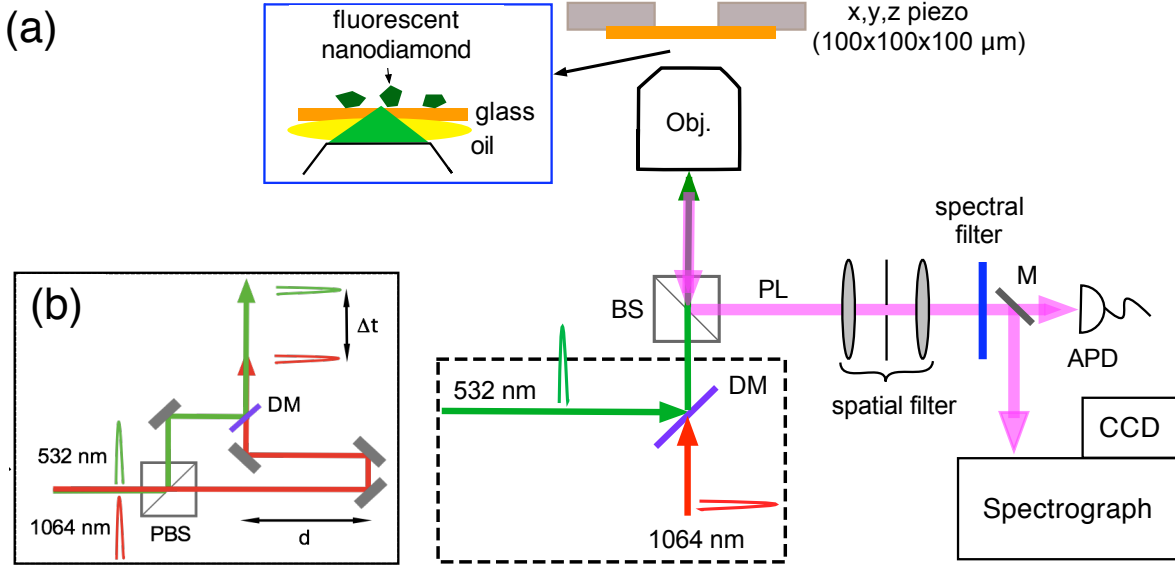 (a)
fluorescent
nanodiamond
glass
oil
x,y,z piezo
(100x100x100 µm)
Obj.
spectral
filter
BS
PL
M
APD
spatial filter
532 nm
DM
1064 nm
CCD
Spectrograph
(b)
Δt
DM
532 nm
1064 nm
PBS
d